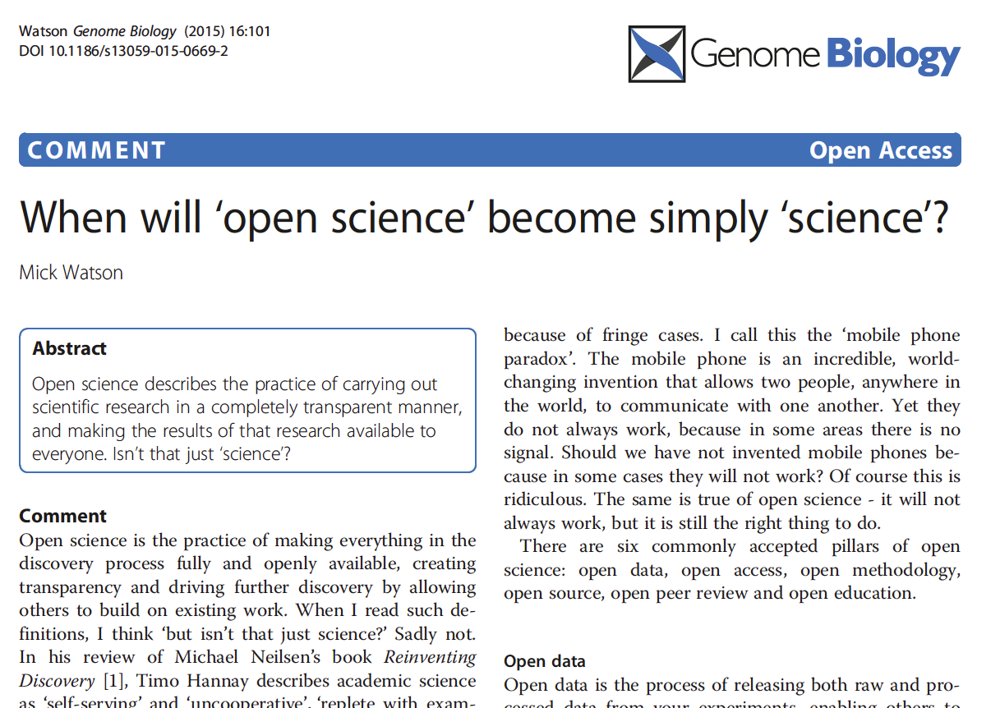 Watson Genome Biology (2015) 16:101
DOI 10.1186/s13059-015-0669-2
Genome Biology
COMMENT
Open Access
When will ‘open science’ become simply ‘science’?
Mick Watson
Abstract
Open science describes the practice of carrying out
scientific research in a completely transparent manner,
and making the results of that research available to
everyone. Isn’t that just ‘science’?
Comment
Open science is the practice of making everything in the
discovery process fully and openly available, creating
transparency and driving further discovery by allowing
others to build on existing work. When I read such de-
finitions, I think ‘but isn’t that just science?’ Sadly not.
In his review of Michael Neilsen’s book Reinventing
Discovery [1], Timo Hannay describes academic science
as ‘self-serving’ and ‘uncooperative’, ‘replete with exam-
because of fringe cases. I call this the ‘mobile phone
paradox’. The mobile phone is an incredible, world-
changing invention that allows two people, anywhere in
the world, to communicate with one another. Yet they
do not always work, because in some areas there is no
signal. Should we have not invented mobile phones be-
cause in some cases they will not work? Of course this is
ridiculous. The same is true of open science - it will not
always work, but it is still the right thing to do.
There are six commonly accepted pillars of open
science: open data, open access, open methodology,
open source, open peer review and open education.
Open data
Open data is the process of releasing both raw and pro-
cessed data from your experiments, enabling others to